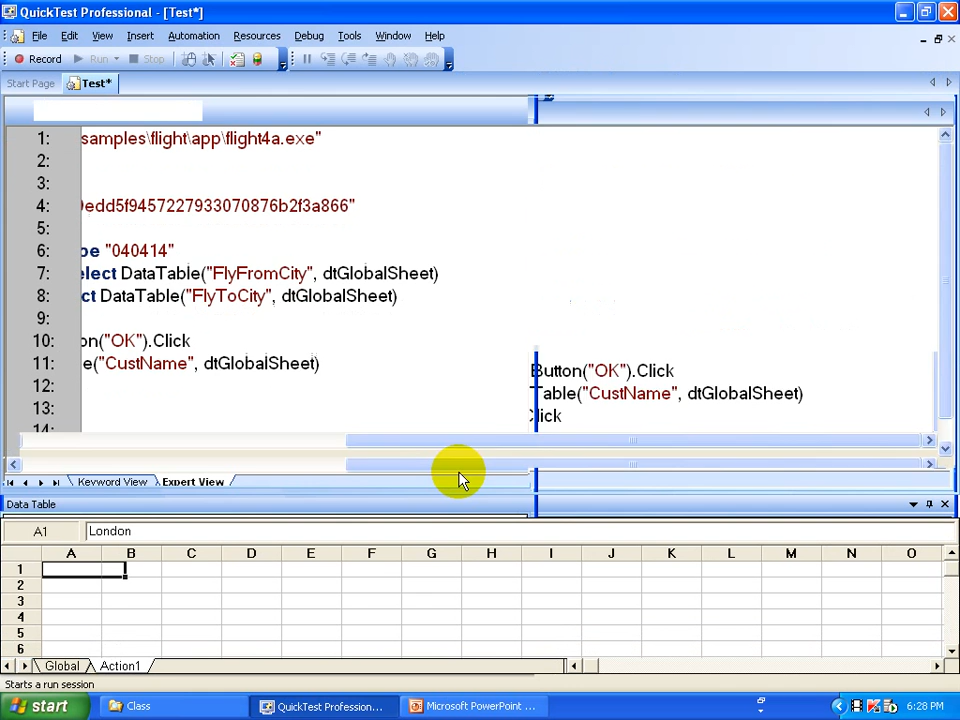 QuickTest Professional - [Test*]
File Edit View Insert Automation Resources Debug Tools Window Help
Record Run Stop
Start Page Test*
1: samples\flight\app\flight4a.exe"
2:
3:
4: 9edd5f9457227933070876b2f3a866"
5:
6: pe "040414"
7: elect DataTable("FlyFromCity", dtGlobalSheet)
8: ct DataTable("FlyToCity", dtGlobalSheet)
9:
10: on("OK").Click
11: e("CustName", dtGlobalSheet)
12:
13:
14:
Button("OK").Click
Table("CustName", dtGlobalSheet)
Click
Keyword View Expert View
Data Table
A1 London
A B C D E F G H I J K L M N O
1
2
3
4
5
6
Global Action1
Starts a run session
start Class QuickTest Profession... Microsoft PowerPoint ... 6:28 PM